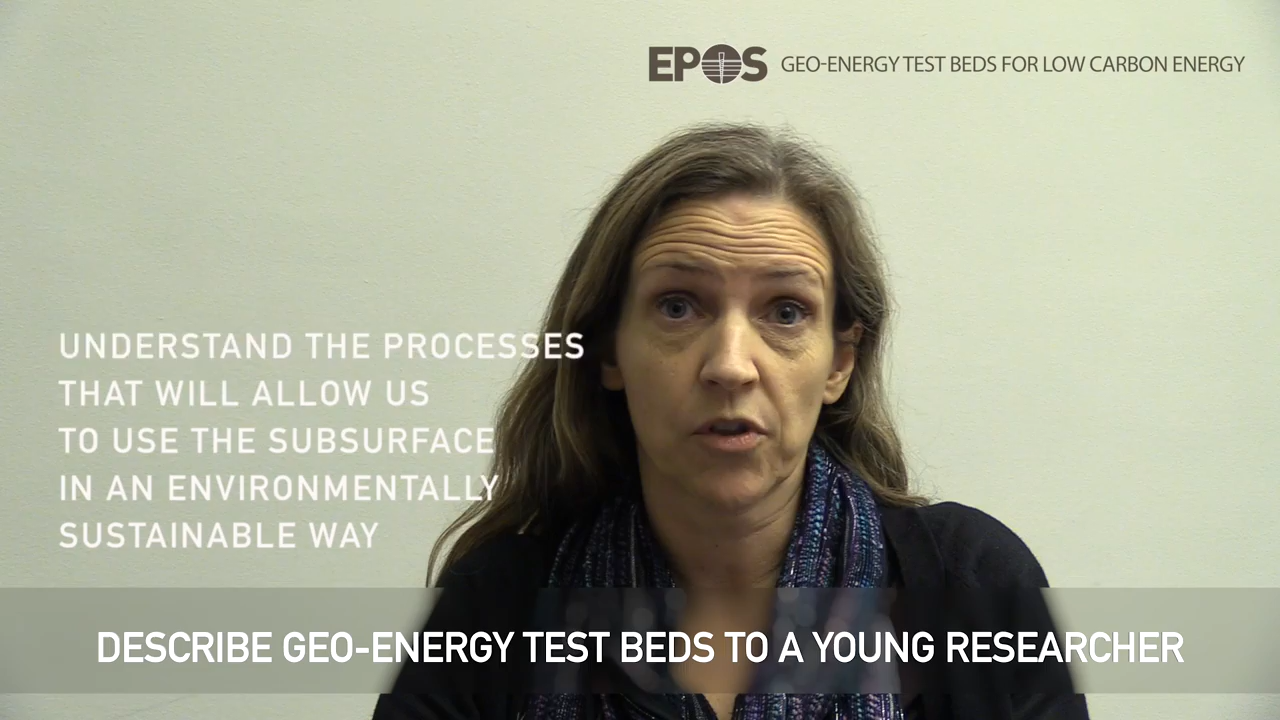 EPOS GEO-ENERGY TEST BEDS FOR LOW CARBON ENERGY
UNDERSTAND THE PROCESSES
THAT WILL ALLOW US
TO USE THE SUBSURFACE
IN AN ENVIRONMENTALLY
SUSTAINABLE WAY
DESCRIBE GEO-ENERGY TEST BEDS TO A YOUNG RESEARCHER